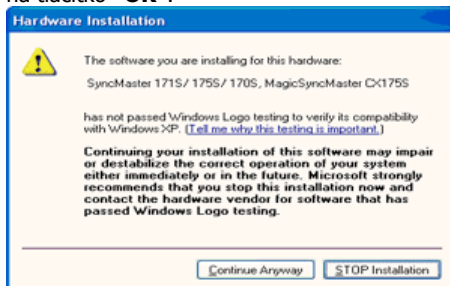 na tlačítko "OK".
Hardware Installation
The software you are installing for this hardware:
SyncMaster 171S/ 175S/ 170S, MagicSyncMaster CX175S
has not passed Windows Logo testing to verify its compatibility
with Windows XP. (Tell me why this testing is important.)
Continuing your installation of this software may impair
or destabilize the correct operation of your system
either immediately or in the future. Microsoft strongly
recommends that you stop this installation now and
contact the hardware vendor for software that has
passed Windows Logo testing.
Continue Anyway
STOP Installation